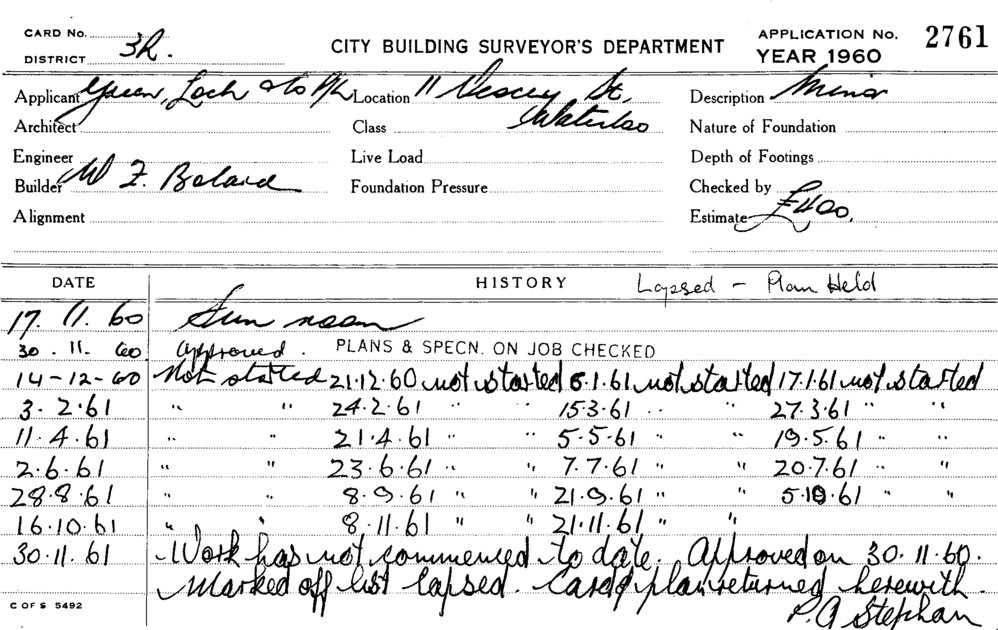 CARD No.
CITY BUILDING SURVEYOR'S DEPARTMENT
APPLICATION No. 2761
DISTRICT 3R.
YEAR 1960
Applicant Loch & Co P/L Location 11 St, Description Minor
Architect Class Waterloo Nature of Foundation
Engineer Live Load Depth of Footings
Builder W F. Foundation Pressure Checked by
Alignment Estimate £400.
DATE HISTORY Lapsed - Plan Held
17. 11. 60 Sun room
30. 11. 60 Approved. PLANS & SPECN. ON JOB CHECKED
14-12-60 Not started 21.12.60 not started 5.1.61 not started 17.1.61 not started
3. 2.61 " " 24.2.61 " " 15.3.61 " " 27.3.61 " "
11.4.61 " " 21.4.61 " " 5.5.61 " " 19.5.61 " "
2.6.61 " " 23.6.61 " " 7.7.61 " " 20.7.61 " "
28.8.61 " " 8.9.61 " " 21.9.61 " " 5.10.61 " "
16.10.61 " " 8.11.61 " " 21.11.61 " "
30.11.61 Work has not commenced to date. Approved on 30.11.60.
Marked off list lapsed. Card & plan returned herewith.
C OF S 5492
P. A Stephan